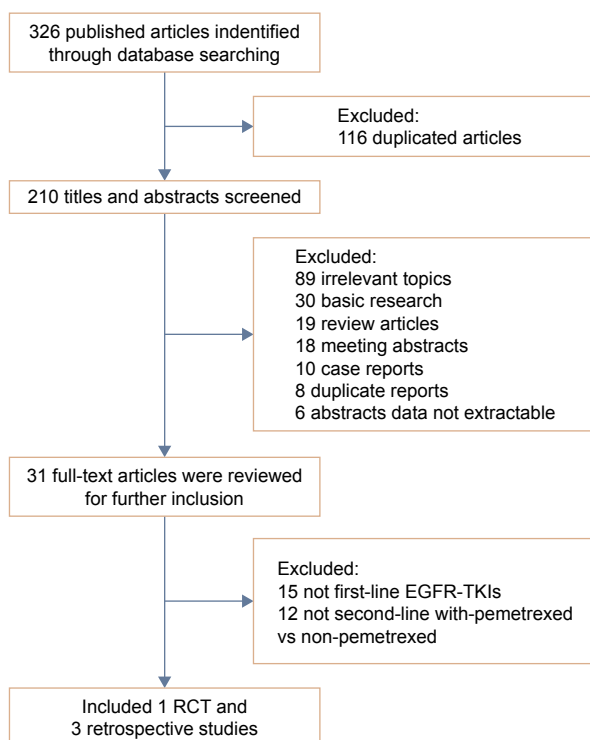 326 published articles indentified
through database searching
Excluded:
116 duplicated articles
210 titles and abstracts screened
Excluded:
89 irrelevant topics
30 basic research
19 review articles
18 meeting abstracts
10 case reports
8 duplicate reports
6 abstracts data not extractable
31 full-text articles were reviewed
for further inclusion
Excluded:
15 not first-line EGFR-TKIs
12 not second-line with-pemetrexed
vs non-pemetrexed
Included 1 RCT and
3 retrospective studies